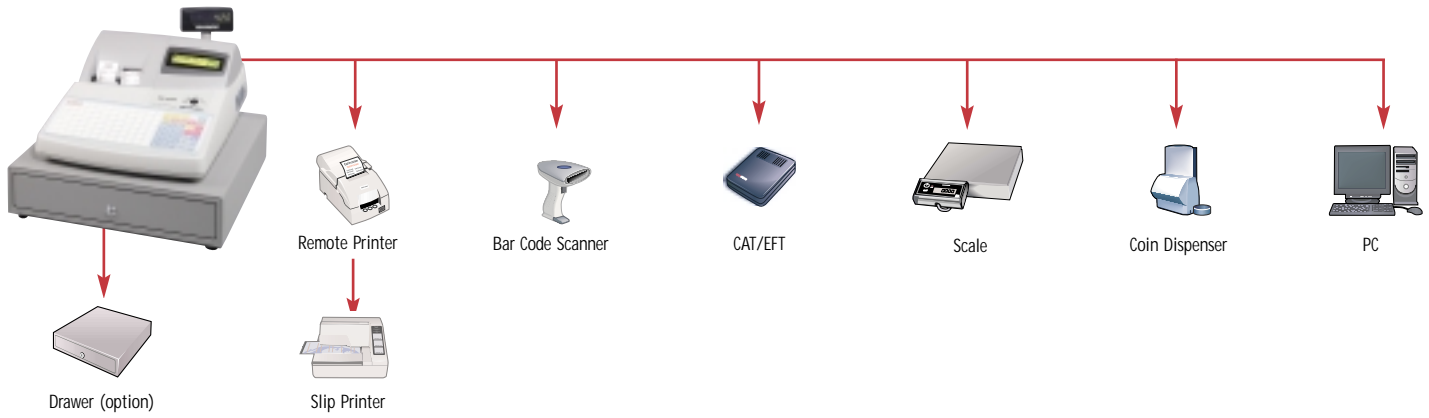 Remote Printer
Bar Code Scanner
CAT/EFT
Scale
Coin Dispenser
PC
Drawer (option)
Slip Printer